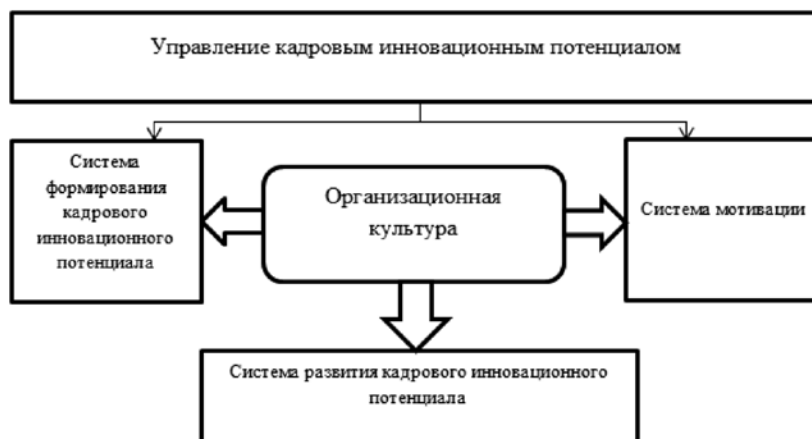 Управление кадровым инновационным потенциалом
Система
формирования
кадрового
инновационного
потенциала
Организационная
культура
Система мотивации
Система развития кадрового инновационного
потенциала